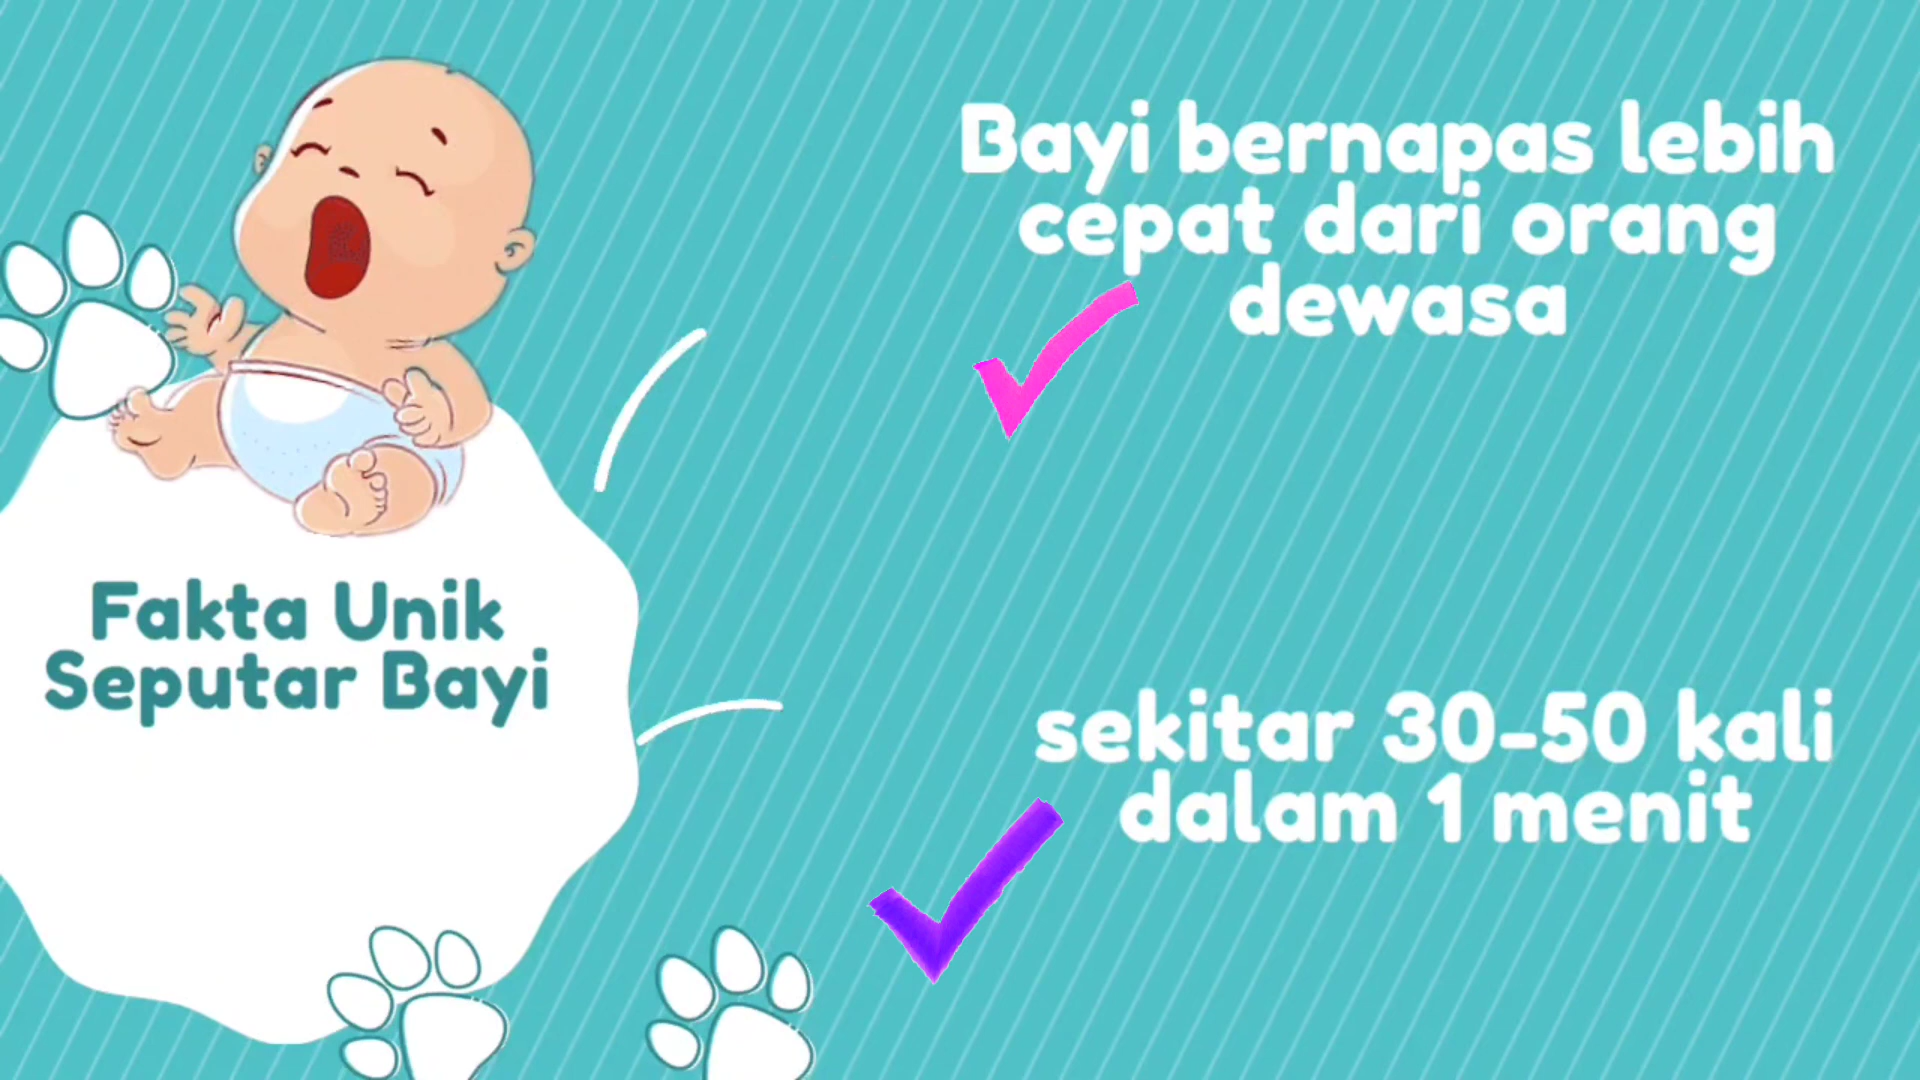 Fakta Unik
Seputar Bayi
Bayi bernapas lebih
cepat dari orang
dewasa
sekitar 30-50 kali
dalam 1 menit